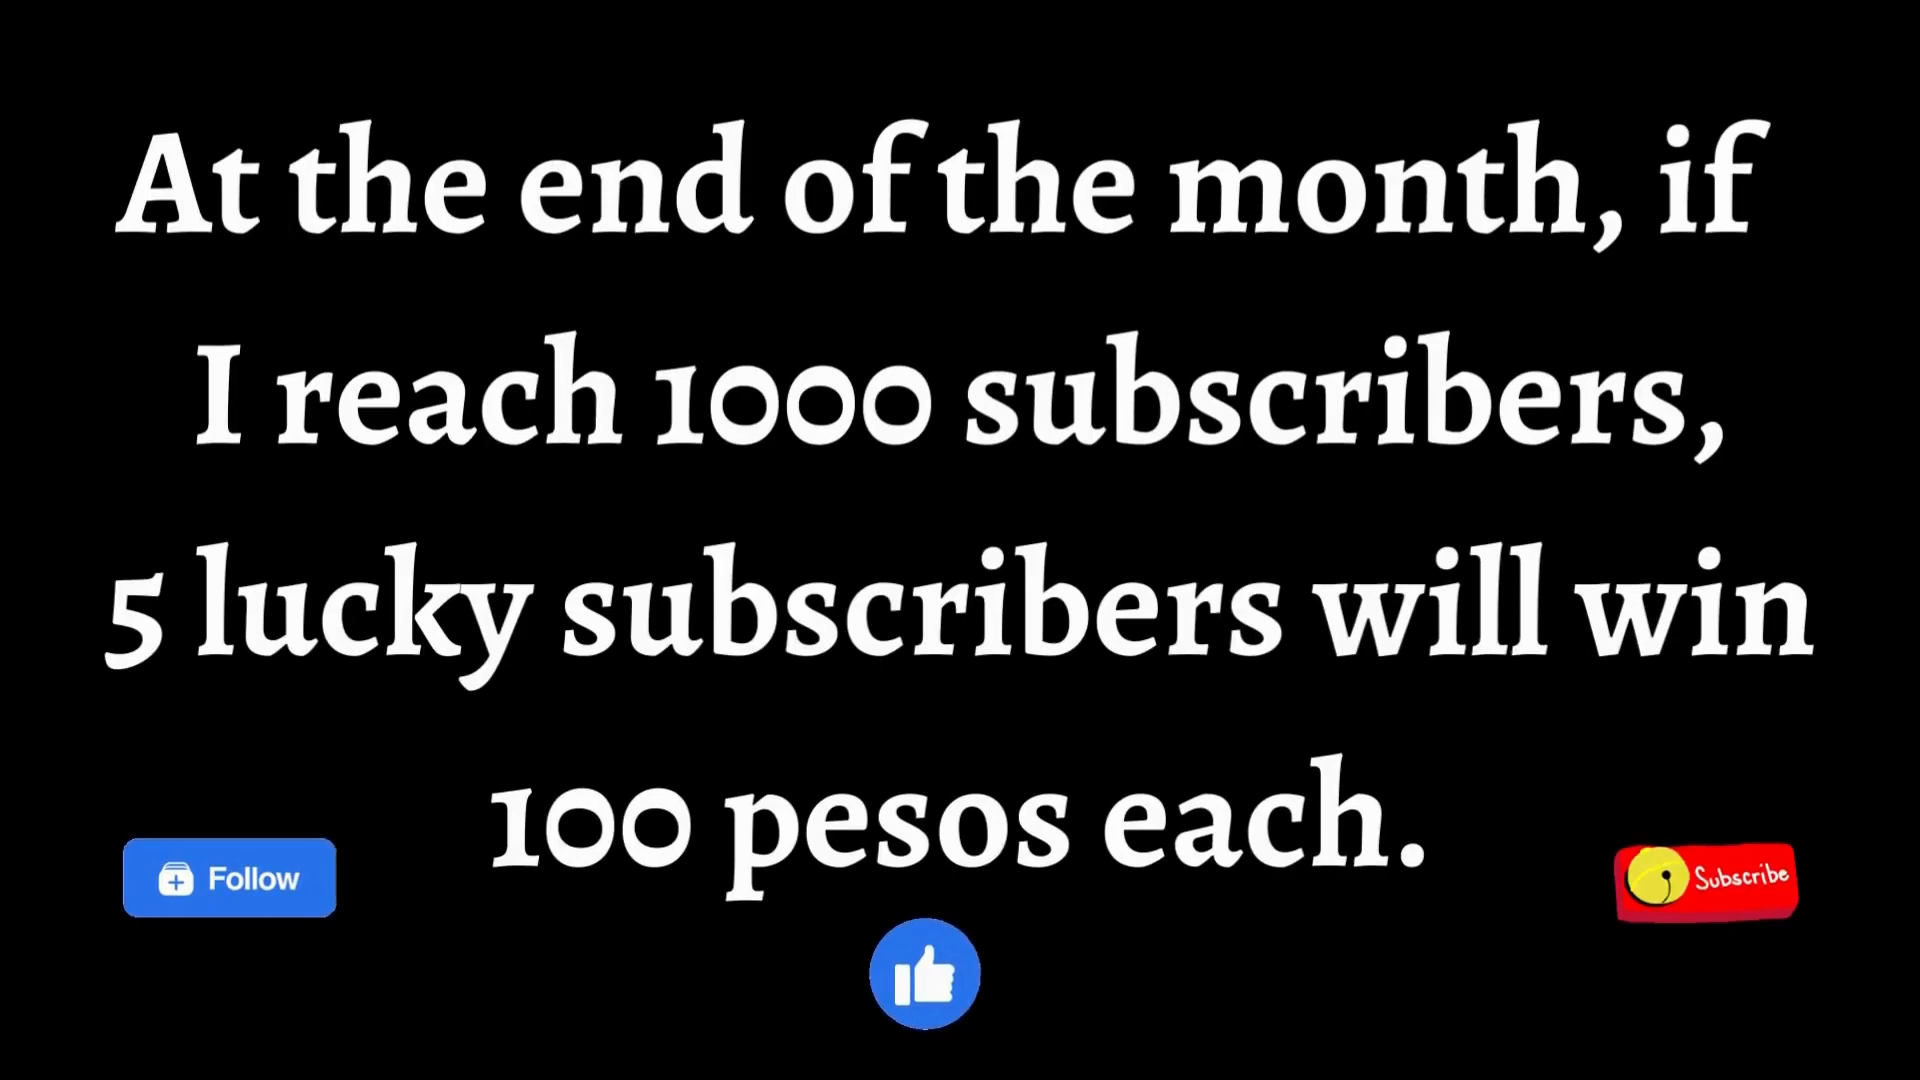 At the end of the month, if
I reach 1000 subscribers,
5 lucky subscribers will win
100 pesos each.
Follow
Subscribe